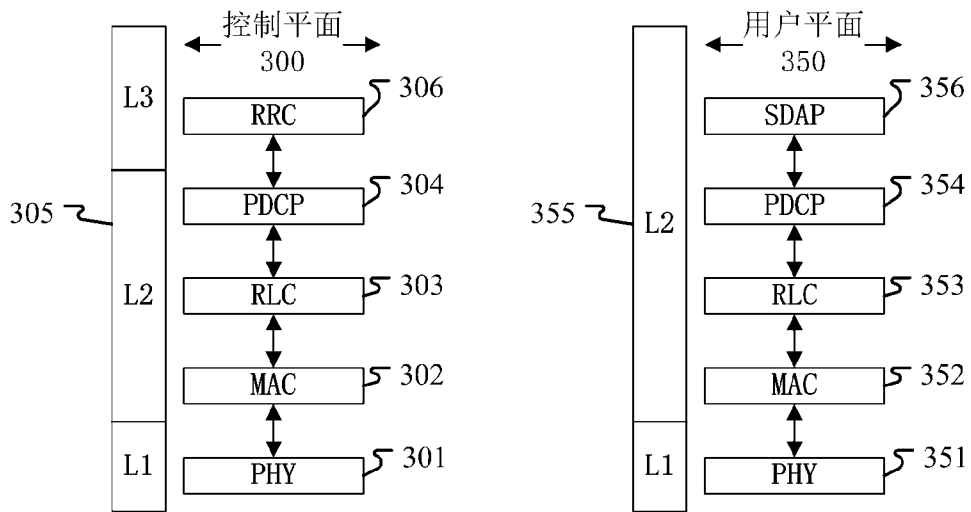 控制平面
300
L3
RRC
306
PDCP
304
305
L2
RLC
303
MAC
302
L1
PHY
301
用户平面
350
SDAP
356
PDCP
354
355
L2
RLC
353
MAC
352
L1
PHY
351